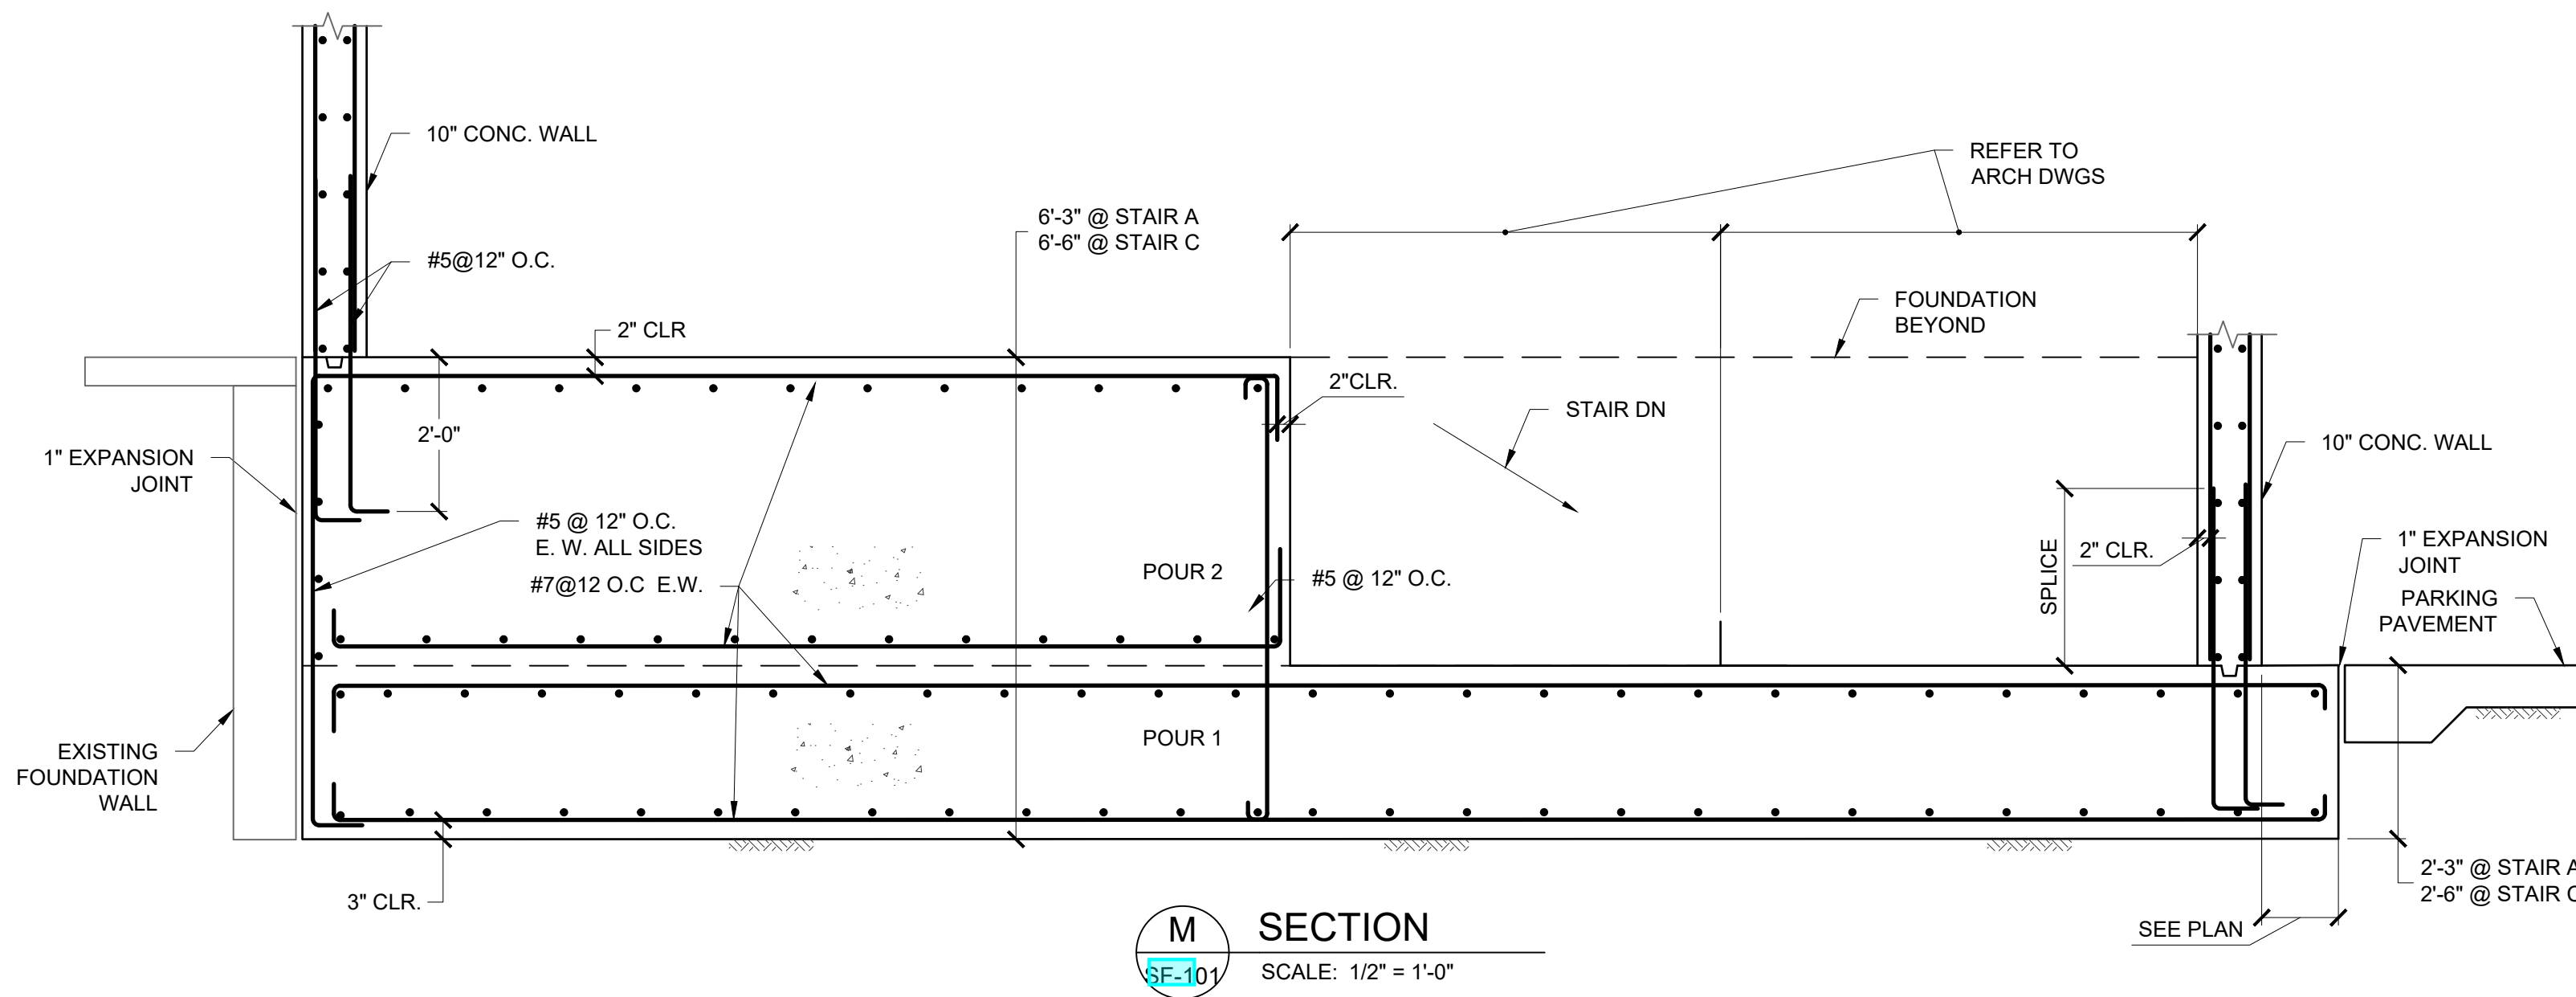 10" CONC. WALL
REFER TO
ARCH DWGS
6'-3" @ STAIR A
6'-6" @ STAIR C
#5@12" O.C.
FOUNDATION
BEYOND
2" CLR
2"CLR.
STAIR DN
2'-0"
1" EXPANSION
JOINT
10" CONC. WALL
#5 @ 12" O.C.
E. W. ALL SIDES
#7@12 O.C  E.W.
POUR 2
#5 @ 12" O.C.
SPLICE
2" CLR.
1" EXPANSION
JOINT
PARKING
PAVEMENT
EXISTING
FOUNDATION
WALL
POUR 1
3" CLR.
2'-3" @ STAIR A
2'-6" @ STAIR C
SEE PLAN
M
SF-101
SECTION
SCALE:  1/2" = 1'-0"